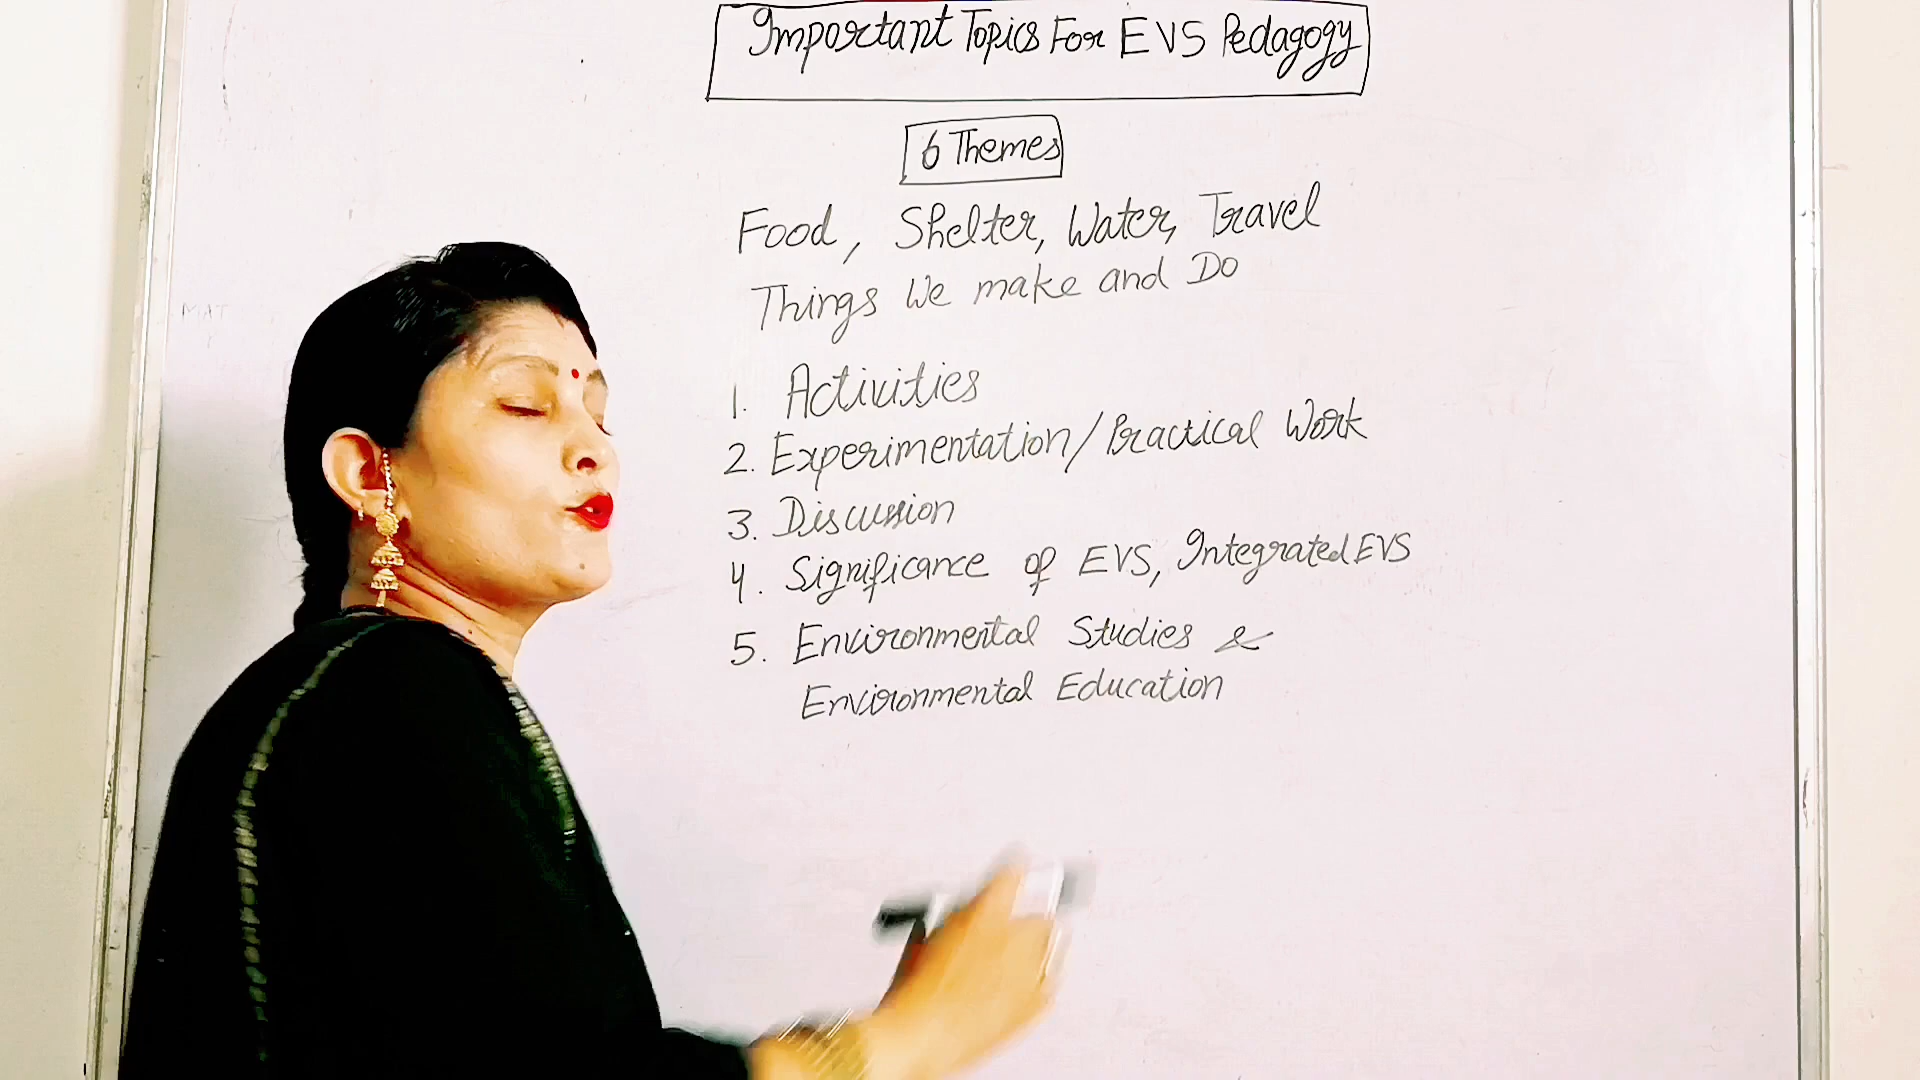 Important Topics For EVS Pedagogy
6 Themes
Food, Shelter, Water, Travel
Things We make and Do
MAT
1. Activities
2. Experimentation/Practical Work
3. Discussion
4. Significance of EVS, Integrated EVS
5. Environmental Studies &
Environmental Education